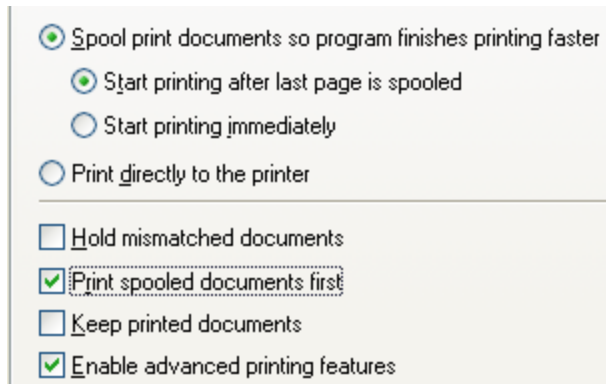 Spool print documents so program finishes printing faster
Start printing after last page is spooled
Start printing immediately
Print directly to the printer
Hold mismatched documents
Print spooled documents first
Keep printed documents
Enable advanced printing features